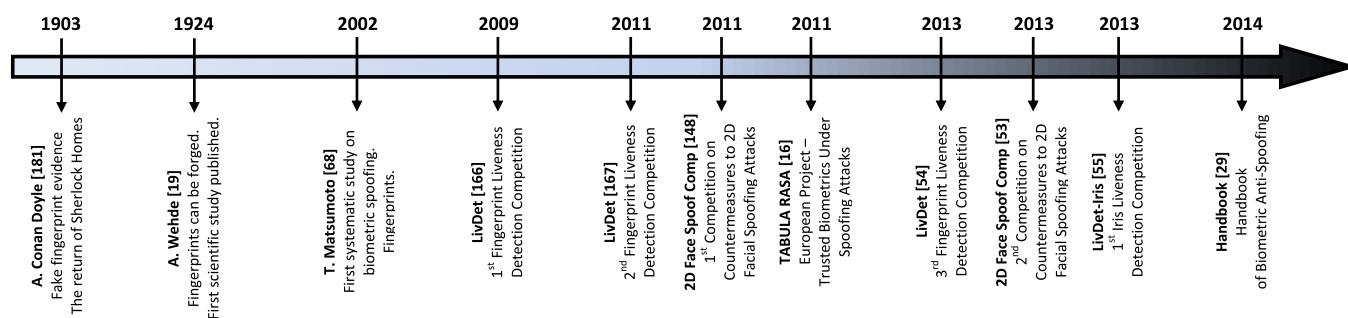 1903
1924
2002
2009
2011
2011
2011
2013
2013
2013
2014
A. Conan Doyle [181]
Fake fingerprint evidence
The return of Sherlock Homes
A. Wehde [19]
Fingerprints can be forged.
First scientific study published.
T. Matsumoto [68]
First systematic study on
biometric spoofing.
Fingerprints.
LivDet [166]
1st Fingerprint Liveness
Detection Competition
LivDet [167]
2nd Fingerprint Liveness
Detection Competition
2D Face Spoof Comp [148]
1st Competition on
Countermeasures to 2D
Facial Spoofing Attacks
TABULA RASA [16]
European Project –
Trusted Biometrics Under
Spoofing Attacks
LivDet [54]
3rd Fingerprint Liveness
Detection Competition
2D Face Spoof Comp [53]
2nd Competition on
Countermeasures to 2D
Facial Spoofing Attacks
LivDet-Iris [55]
1st Iris Liveness
Detection Competition
Handbook [29]
Handbook
of Biometric Anti-Spoofing